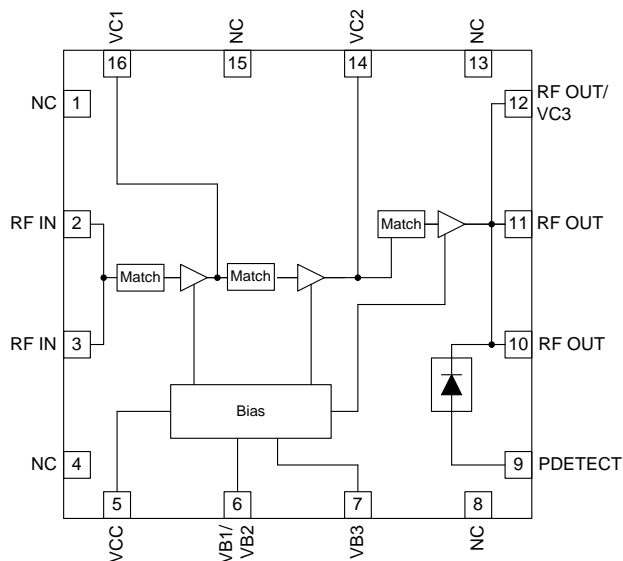 VC1
NC
VC2
NC
16
15
14
13
NC 1
12 RF OUT/
VC3
RF IN 2
Match
11 RF OUT
Match
Match
RF IN 3
10 RF OUT
Bias
NC 4
9 PDETECT
5
6
7
8
VCC
VB1/
VB2
VB3
NC